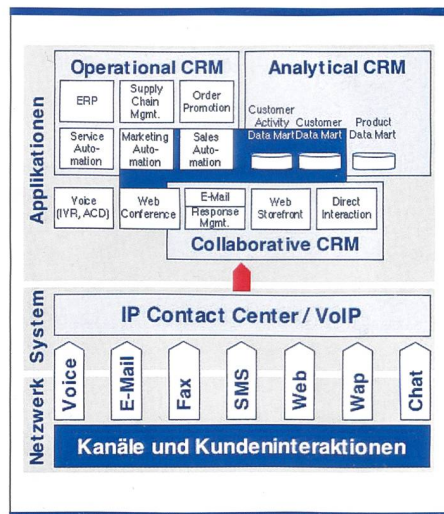 Applikationen
Operational CRM
Analytical CRM
ERP
Supply
Chain
Mgmt.
Order
Promotion
Service
Auto-
mation
Marketing
Auto-
mation
Sales
Auto-
mation
Customer
Activity
Data Mart
Customer
Data Mart
Product
Data Mart
Voice
(IVR, ACD)
Web
Conference
E-Mail
Response
Mgmt.
Web
Storefront
Direct
Interaction
Collaborative CRM
System
IP Contact Center / VoIP
Netzwerk
Voice
E-Mail
Fax
SMS
Web
Wap
Chat
Kanäle und Kundeninteraktionen